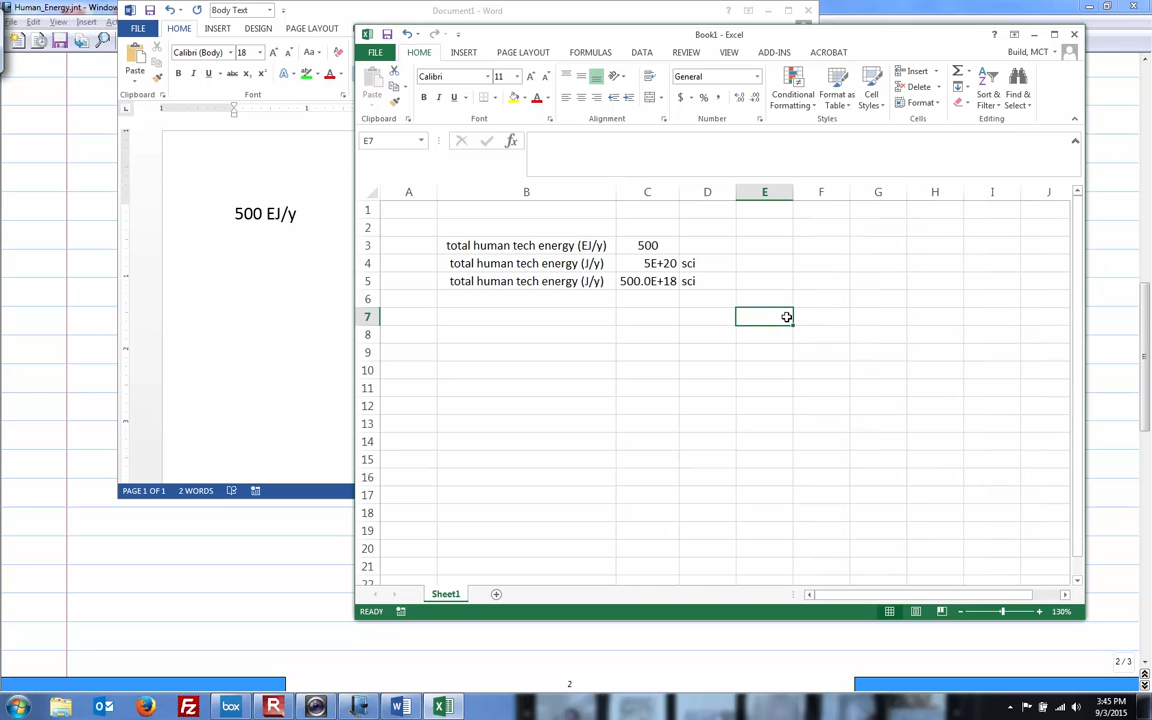 Human_Energy.jnt - Windows
File Edit View Insert
Body Text
Document1 - Word
FILE HOME INSERT DESIGN PAGE LAYOUT
Calibri (Body) 18
Paste
Clipboard Font
500 EJ/y
PAGE 1 OF 1 2 WORDS
Book1 - Excel
FILE HOME INSERT PAGE LAYOUT FORMULAS DATA REVIEW VIEW ADD-INS ACROBAT
Build, MCT
Calibri 11 General
Paste Conditional Formatting Format as Table Cell Styles Insert Delete Format Sort & Filter Find & Select
Clipboard Font Alignment Number Styles Cells Editing
E7
A B C D E F G H I J
1
2
3 total human tech energy (EJ/y) 500
4 total human tech energy (J/y) 5E+20 sci
5 total human tech energy (J/y) 500.0E+18 sci
6
7
8
9
10
11
12
13
14
15
16
17
18
19
20
21
22
Sheet1
READY 130%
2 / 3
2
3:45 PM
9/3/2015